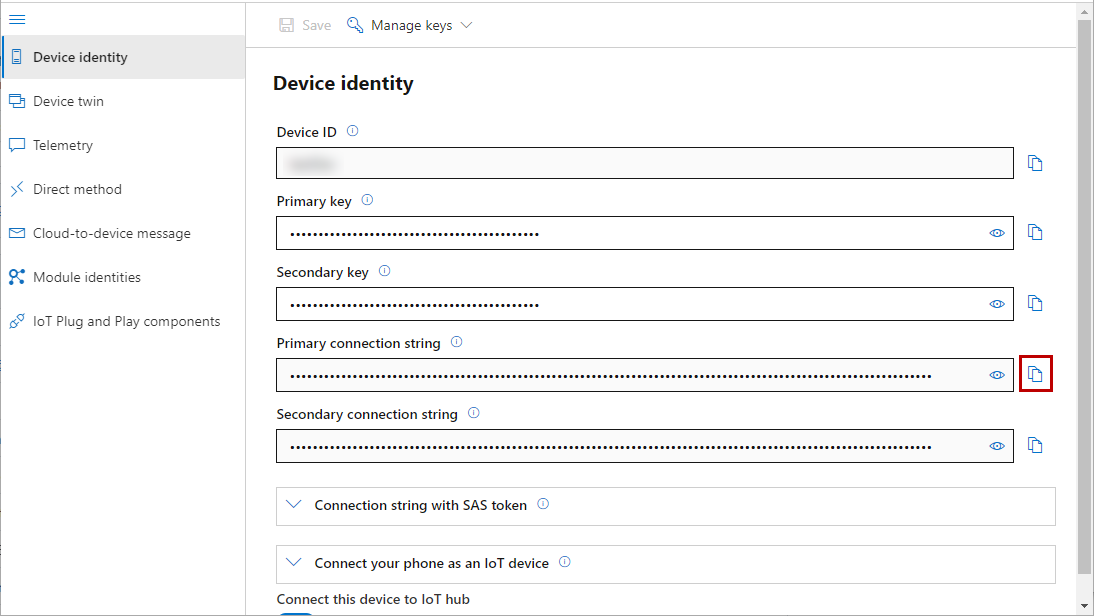 Save
Manage keys
Device identity
Device twin
Telemetry
Direct method
Cloud-to-device message
Module identities
IoT Plug and Play components
Device identity
Device ID
Primary key
Secondary key
Primary connection string
Secondary connection string
Connection string with SAS token
Connect your phone as an IoT device
Connect this device to IoT hub